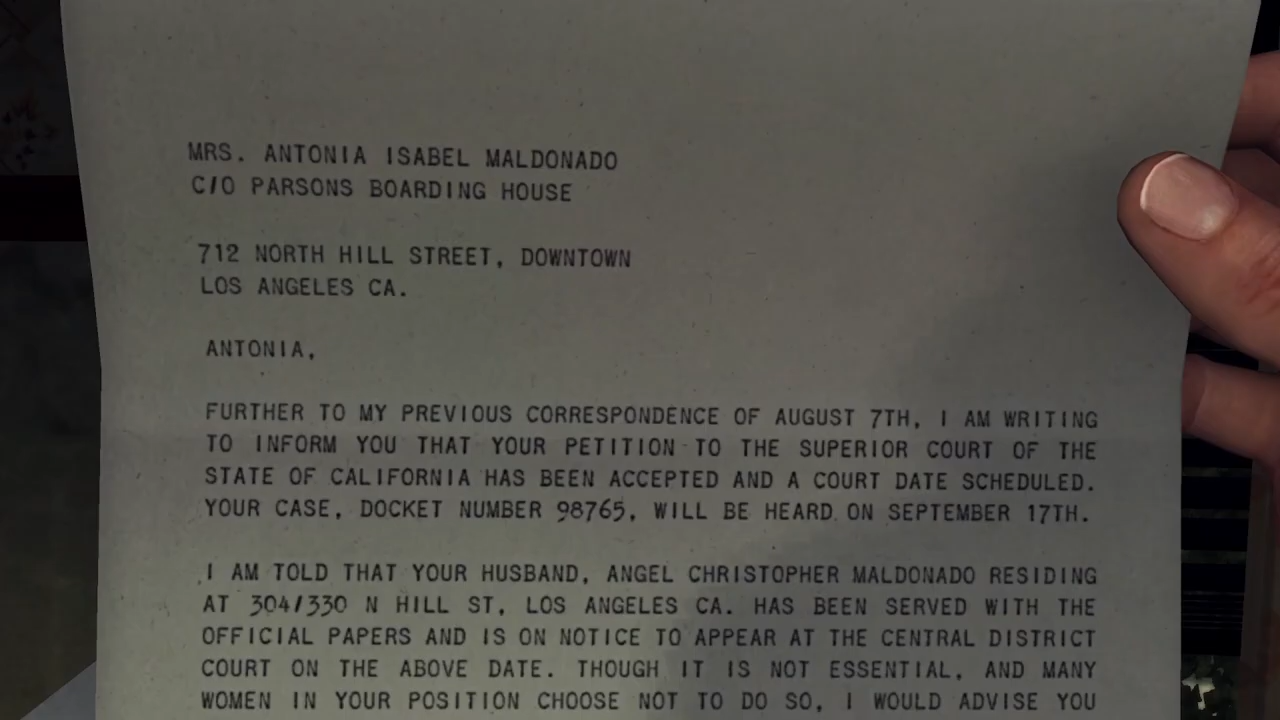 MRS. ANTONIA ISABEL MALDONADO
C/O PARSONS BOARDING HOUSE
712 NORTH HILL STREET, DOWNTOWN
LOS ANGELES CA.
ANTONIA,
FURTHER TO MY PREVIOUS CORRESPONDENCE OF AUGUST 7TH, I AM WRITING
TO INFORM YOU THAT YOUR PETITION TO THE SUPERIOR COURT OF THE
STATE OF CALIFORNIA HAS BEEN ACCEPTED AND A COURT DATE SCHEDULED.
YOUR CASE, DOCKET NUMBER 98765, WILL BE HEARD ON SEPTEMBER 17TH.
I AM TOLD THAT YOUR HUSBAND, ANGEL CHRISTOPHER MALDONADO RESIDING
AT 304/330 N HILL ST, LOS ANGELES CA. HAS BEEN SERVED WITH THE
OFFICIAL PAPERS AND IS ON NOTICE TO APPEAR AT THE CENTRAL DISTRICT
COURT ON THE ABOVE DATE. THOUGH IT IS NOT ESSENTIAL, AND MANY
WOMEN IN YOUR POSITION CHOOSE NOT TO DO SO, I WOULD ADVISE YOU